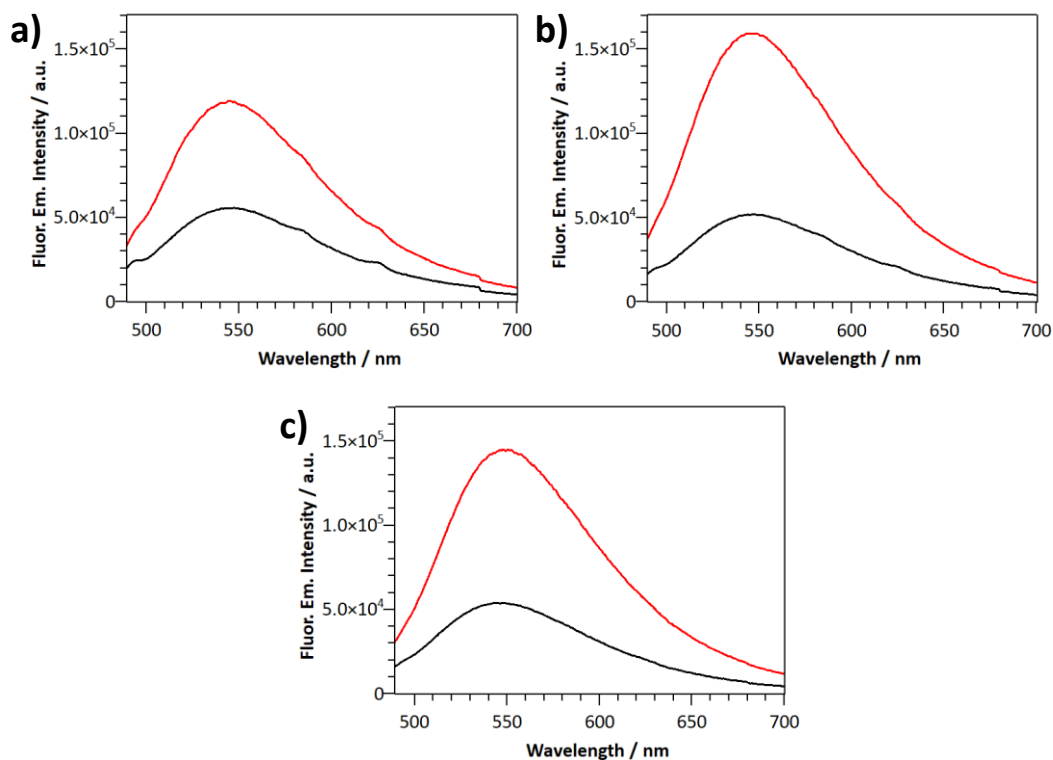 a)
Fluor. Em. Intensity / a.u.
1.5×10⁵
1.0×10⁵
5.0×10⁴
0
500 550 600 650 700
Wavelength / nm
b)
Fluor. Em. Intensity / a.u.
1.5×10⁵
1.0×10⁵
5.0×10⁴
0
500 550 600 650 700
Wavelength / nm
c)
Fluor. Em. Intensity / a.u.
1.5×10⁵
1.0×10⁵
5.0×10⁴
0
500 550 600 650 700
Wavelength / nm